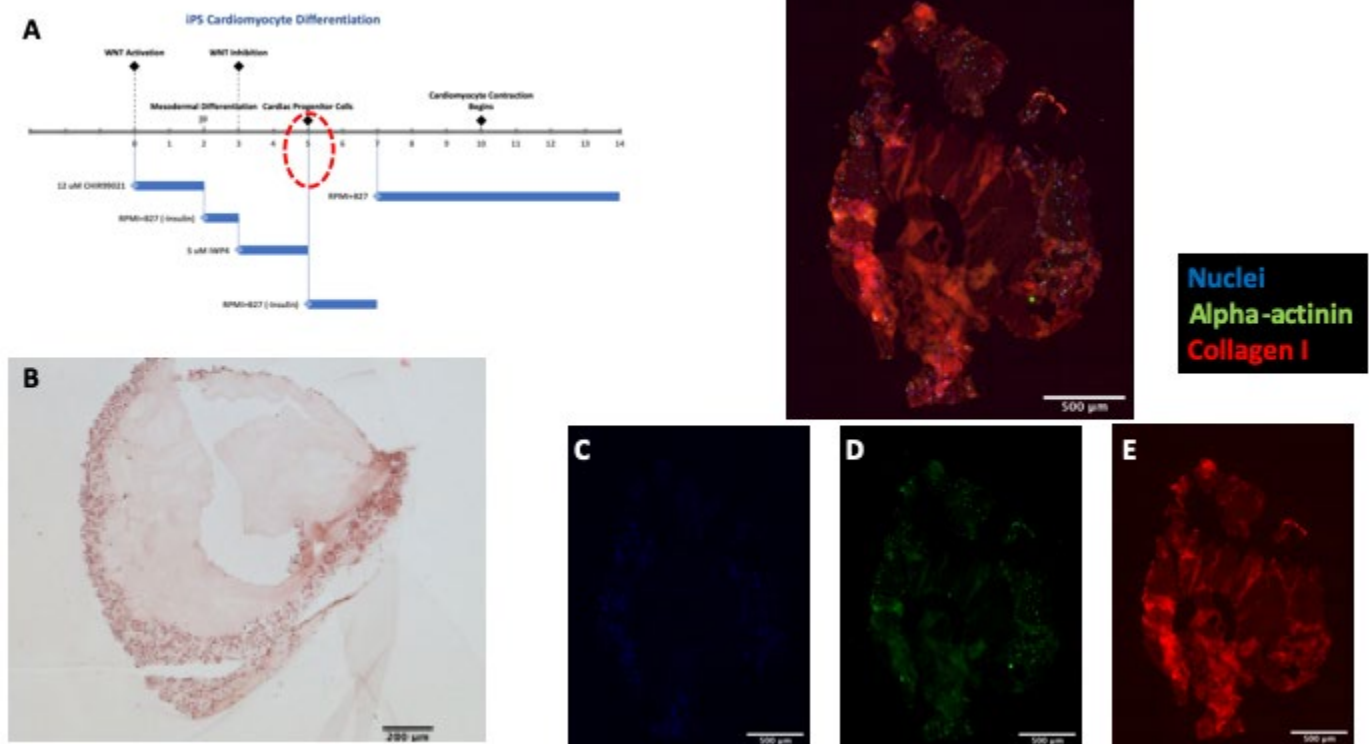 A
iPS Cardiomyocyte Differentiation
WNT Activation
WNT Inhibition
Mesodermal Differentiation
Cardiac Progenitor Cells
Cardiomyocyte Contraction
Begins
0 1 2 3 4 5 6 7 8 9 10 11 12 13 14
12 uM CHIR99021
RPMI+B27
RPMI+B27 (-Insulin)
5 uM IWP4
RPMI+B27 (-Insulin)
500 µm
Nuclei
Alpha-actinin
Collagen I
B
200 µm
C
500 µm
D
500 µm
E
500 µm